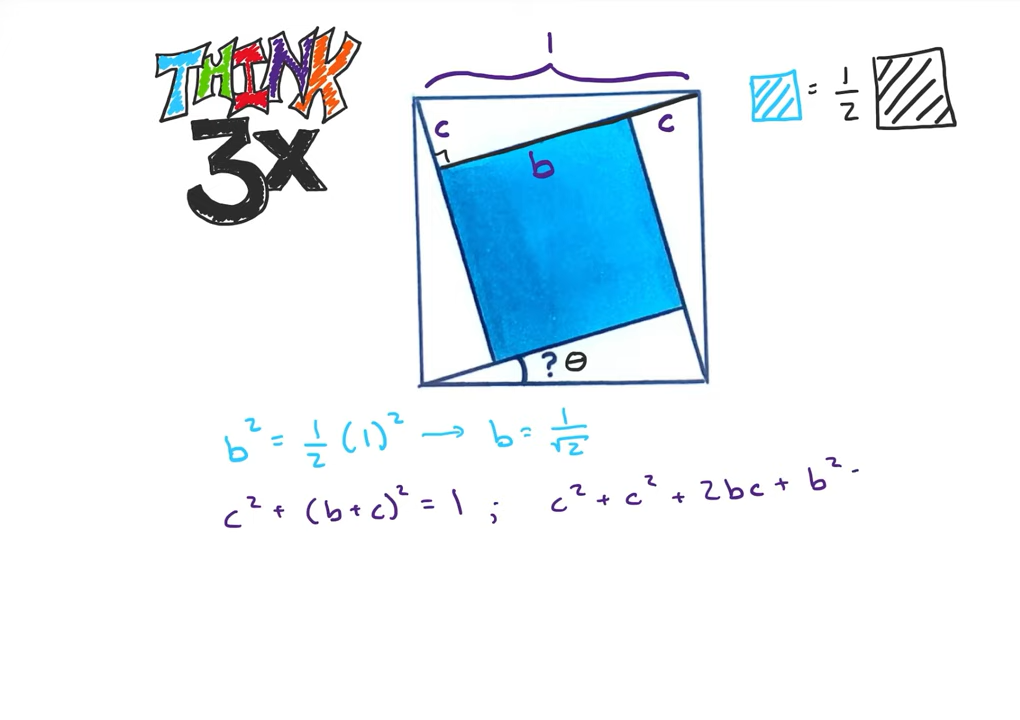 THINK
3x
1
= 1/2
c
c
b
? θ
b² = 1/2 (1)² → b = 1/√2
c² + (b+c)² = 1 ; c² + c² + 2bc + b² -